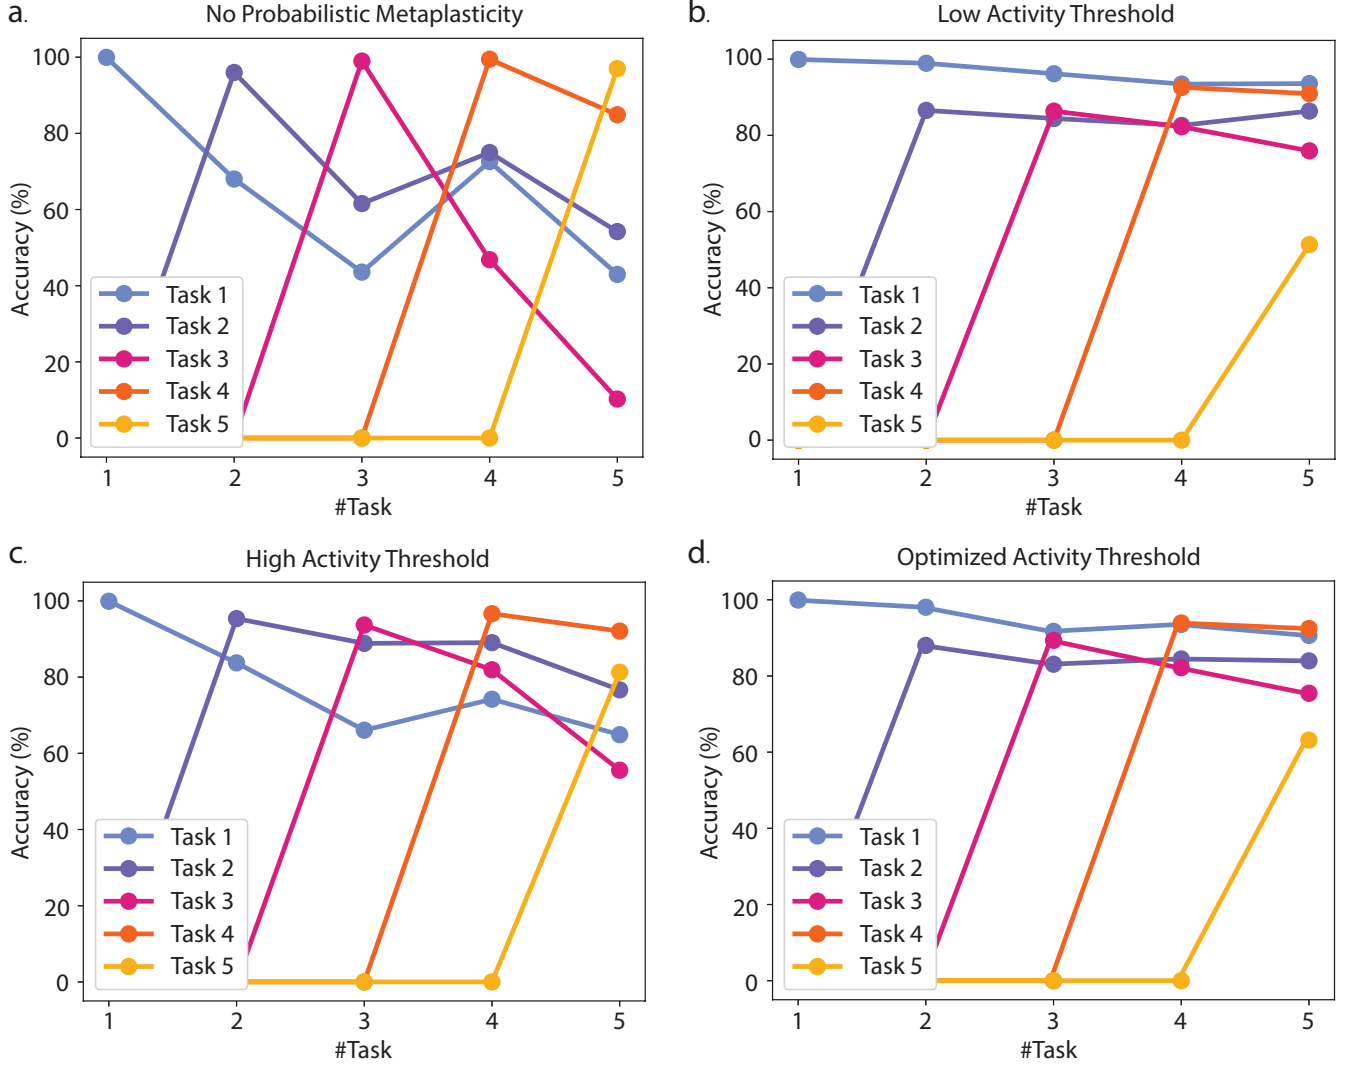 a.
No Probabilistic Metaplasticity
100
80
60
40
20
0
Accuracy (%)
Task 1
Task 2
Task 3
Task 4
Task 5
1 2 3 4 5
#Task
b.
Low Activity Threshold
100
80
60
40
20
0
Accuracy (%)
Task 1
Task 2
Task 3
Task 4
Task 5
1 2 3 4 5
#Task
c.
High Activity Threshold
100
80
60
40
20
0
Accuracy (%)
Task 1
Task 2
Task 3
Task 4
Task 5
1 2 3 4 5
#Task
d.
Optimized Activity Threshold
100
80
60
40
20
0
Accuracy (%)
Task 1
Task 2
Task 3
Task 4
Task 5
1 2 3 4 5
#Task